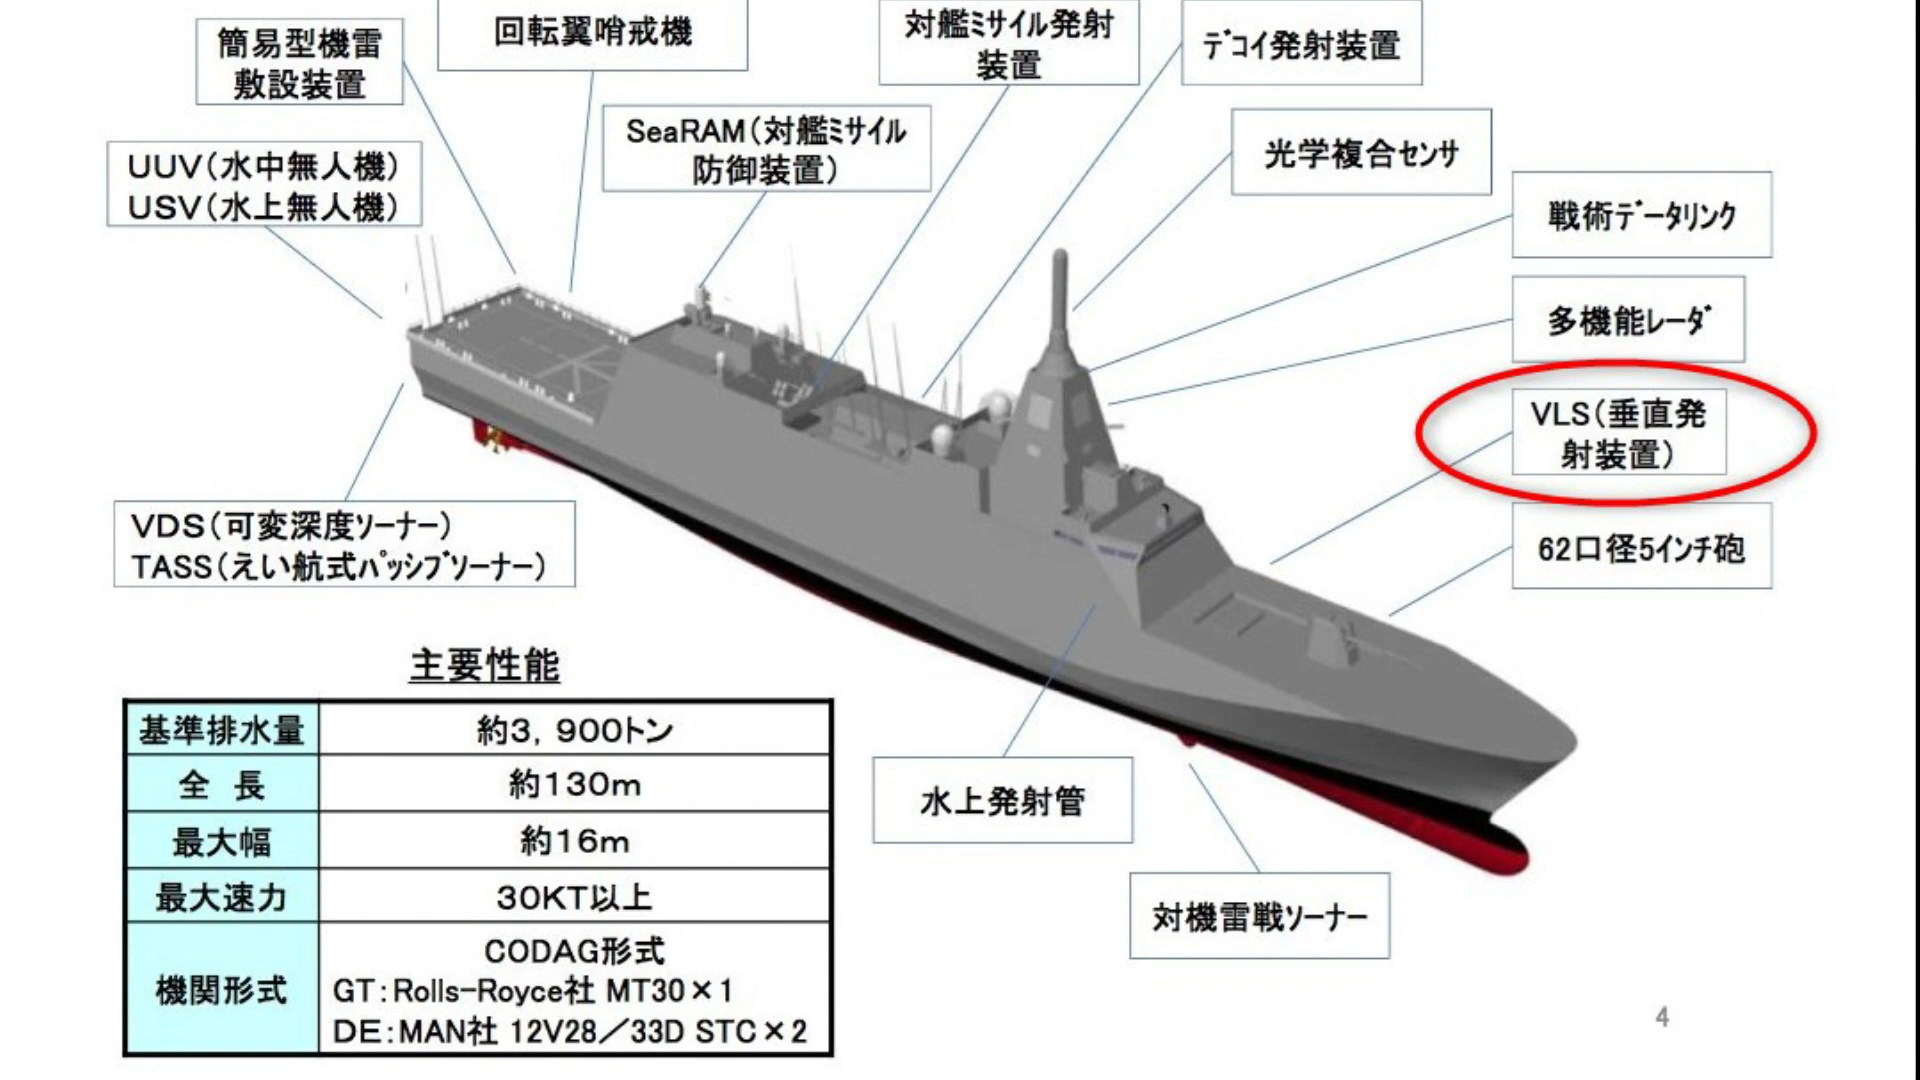 簡易型機雷
敷設装置
回転翼哨戒機
対艦ミサイル発射
装置
デコイ発射装置
SeaRAM(対艦ミサイル
防御装置)
光学複合センサ
UUV(水中無人機)
USV(水上無人機)
戦術データリンク
多機能レーダ
VLS(垂直発
射装置)
62口径5インチ砲
VDS(可変深度ソーナー)
TASS(えい航式パッシブソーナー)
水上発射管
対機雷戦ソーナー
主要性能
基準排水量 約3,900トン
全 長 約130m
最大幅 約16m
最大速力 30KT以上
機関形式 CODAG形式
GT:Rolls-Royce社 MT30×1
DE:MAN社 12V28/33D STC×2
4